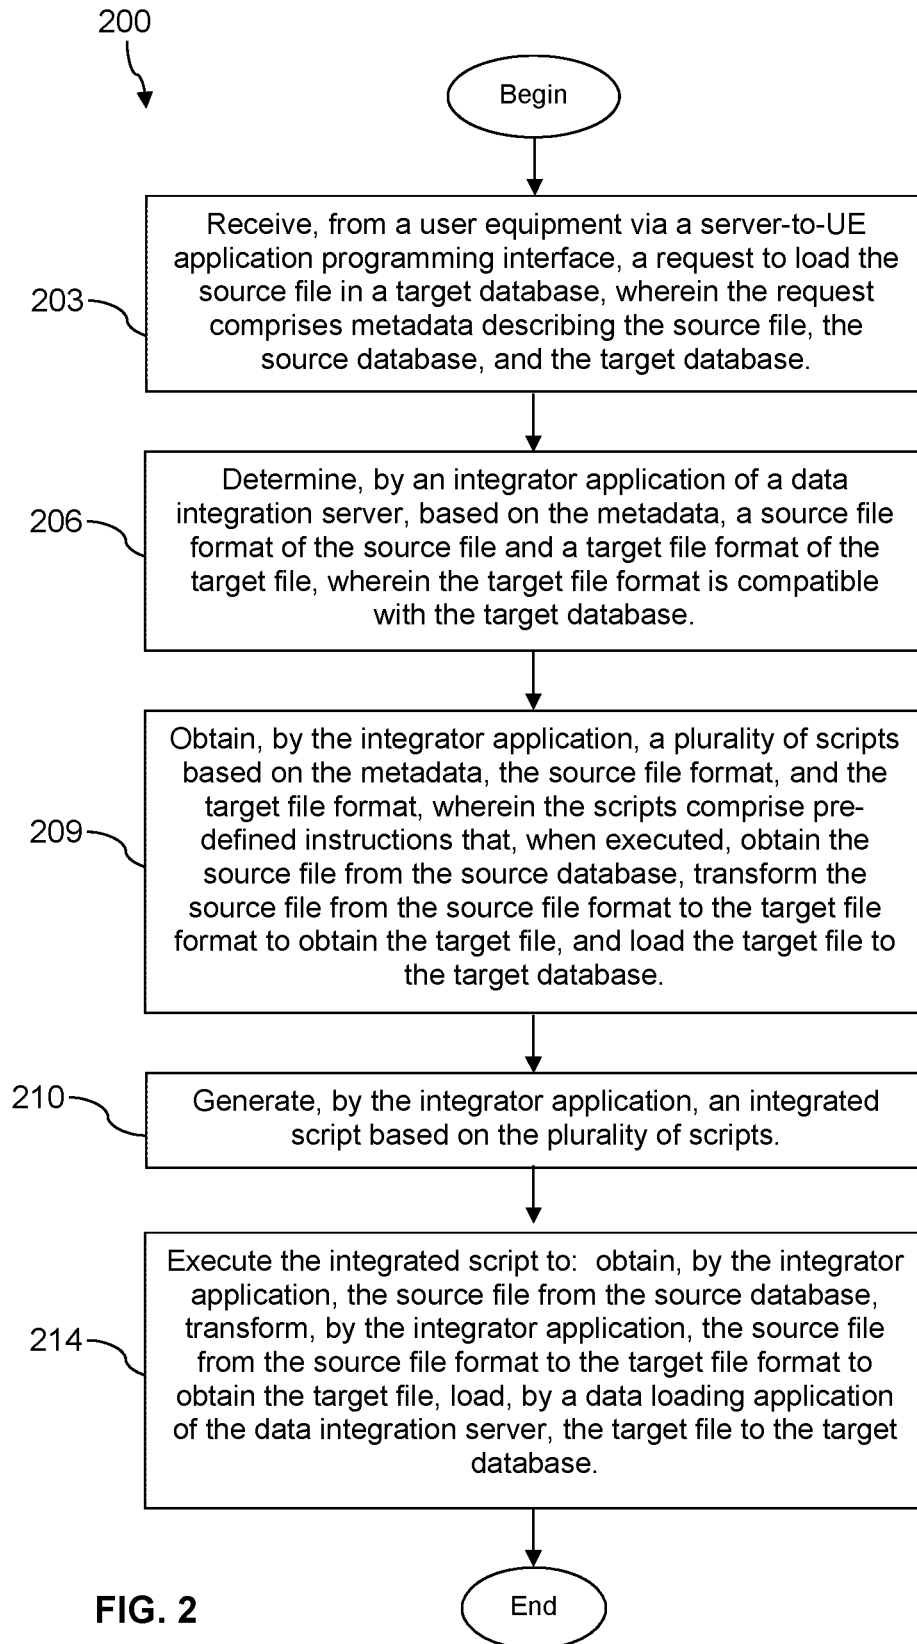 200
Begin
203
Receive, from a user equipment via a server-to-UE
application programming interface, a request to load the
source file in a target database, wherein the request
comprises metadata describing the source file, the
source database, and the target database.
206
Determine, by an integrator application of a data
integration server, based on the metadata, a source file
format of the source file and a target file format of the
target file, wherein the target file format is compatible
with the target database.
209
Obtain, by the integrator application, a plurality of scripts
based on the metadata, the source file format, and the
target file format, wherein the scripts comprise pre-
defined instructions that, when executed, obtain the
source file from the source database, transform the
source file from the source file format to the target file
format to obtain the target file, and load the target file to
the target database.
210
Generate, by the integrator application, an integrated
script based on the plurality of scripts.
214
Execute the integrated script to:  obtain, by the integrator
application, the source file from the source database,
transform, by the integrator application, the source file
from the source file format to the target file format to
obtain the target file, load, by a data loading application
of the data integration server, the target file to the target
database.
End
FIG. 2